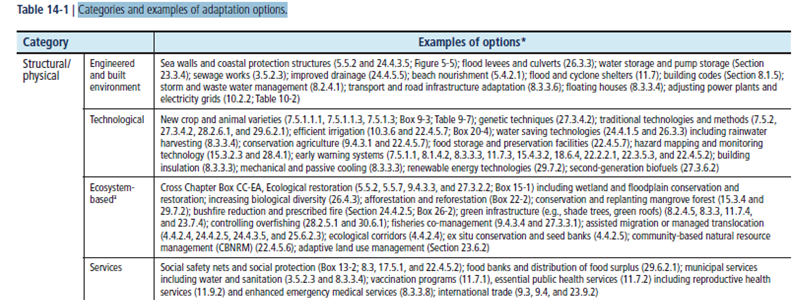 Table 14-1 | Categories and examples of adaptation options.
Category Examples of options*
Structural/ physical
Engineered and built environment
Sea walls and coastal protection structures (5.5.2 and 24.4.3.5; Figure 5-5); flood levees and culverts (26.3.3); water storage and pump storage (Section
23.3.4); sewage works (3.5.2.3); improved drainage (24.4.5.5); beach nourishment (5.4.2.1); flood and cyclone shelters (11.7); building codes (Section 8.1.5);
storm and waste water management (8.2.4.1); transport and road infrastructure adaptation (8.3.3.6); floating houses (8.3.3.4); adjusting power plants and
electricity grids (10.2.2; Table 10-2)
Technological
New crop and animal varieties (7.5.1.1.1, 7.5.1.1.3, 7.5.1.3; Box 9-3; Table 9-7); genetic techniques (27.3.4.2); traditional technologies and methods (7.5.2,
27.3.4.2, 28.2.6.1, and 29.6.2.1); efficient irrigation (10.3.6 and 22.4.5.7; Box 20-4); water saving technologies (24.4.1.5 and 26.3.3) including rainwater
harvesting (8.3.3.4); conservation agriculture (9.4.3.1 and 22.4.5.7); food storage and preservation facilities (22.4.5.7); hazard mapping and monitoring
technology (15.3.2.3 and 28.4.1); early warning systems (7.5.1.1, 8.1.4.2, 8.3.3.3, 11.7.3, 15.4.3.2, 18.6.4, 22.2.2.1, 22.3.5.3, and 22.4.5.2); building
insulation (8.3.3.3); mechanical and passive cooling (8.3.3.3); renewable energy technologies (29.7.2); second-generation biofuels (27.3.6.2)
Ecosystem-
basedª
Cross Chapter Box CC-EA, Ecological restoration (5.5.2, 5.5.7, 9.4.3.3, and 27.3.2.2; Box 15-1) including wetland and floodplain conservation and
restoration; increasing biological diversity (26.4.3); afforestation and reforestation (Box 22-2); conservation and replanting mangrove forest (15.3.4 and
29.7.2); bushfire reduction and prescribed fire (Section 24.4.2.5; Box 26-2); green infrastructure (e.g., shade trees, green roofs) (8.2.4.5, 8.3.3, 11.7.4,
and 23.7.4); controlling overfishing (28.2.5.1 and 30.6.1); fisheries co-management (9.4.3.4 and 27.3.3.1); assisted migration or managed translocation
(4.4.2.4, 24.4.2.5, 24.4.3.5, and 25.6.2.3); ecological corridors (4.4.2.4); ex situ conservation and seed banks (4.4.2.5); community-based natural resource
management (CBNRM) (22.4.5.6); adaptive land use management (Section 23.6.2)
Services
Social safety nets and social protection (Box 13-2; 8.3, 17.5.1, and 22.4.5.2); food banks and distribution of food surplus (29.6.2.1); municipal services
including water and sanitation (3.5.2.3 and 8.3.3.4); vaccination programs (11.7.1), essential public health services (11.7.2) including reproductive health
services (11.9.2) and enhanced emergency medical services (8.3.3.8); international trade (9.3, 9.4, and 23.9.2)